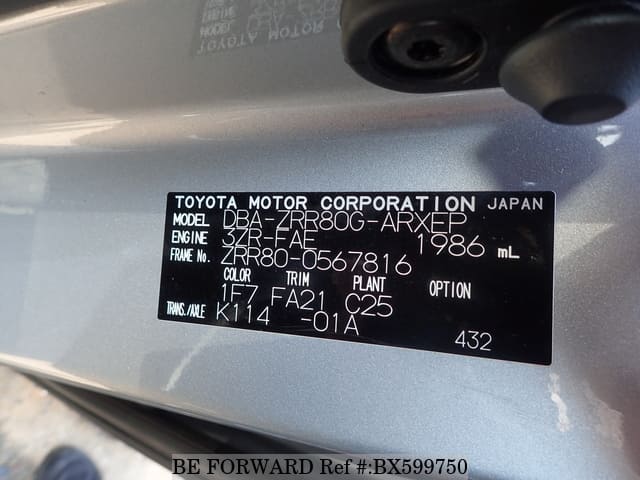 TOYOTA MOTOR CORPORATION JAPAN
MODEL DBA-ZRR80G-ARXEP
ENGINE 3ZR-FAE 1986 mL
FRAME No. ZRR80-0567816
COLOR TRIM PLANT OPTION
1F7 FA21 C25
TRANS./AXLE K114 -01A
432
BE FORWARD Ref #:BX599750